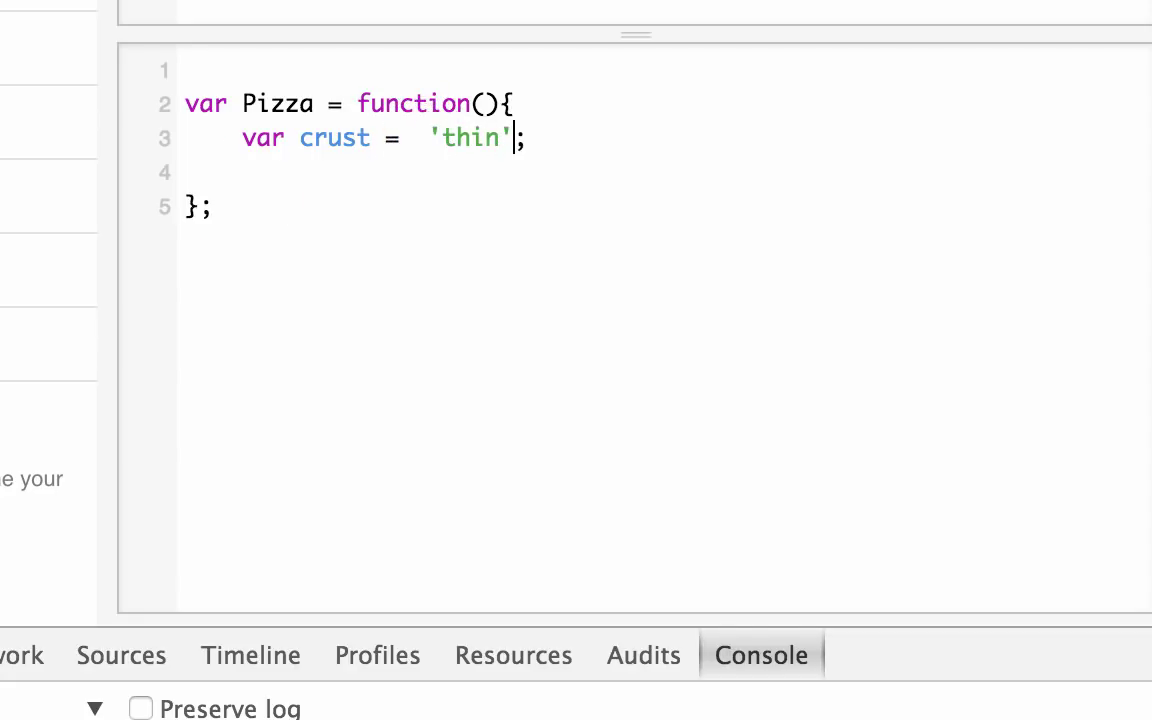 1
2 var Pizza = function(){
3     var crust =  'thin';
4
5 };
your
Sources Timeline Profiles Resources Audits Console
▼ Preserve log